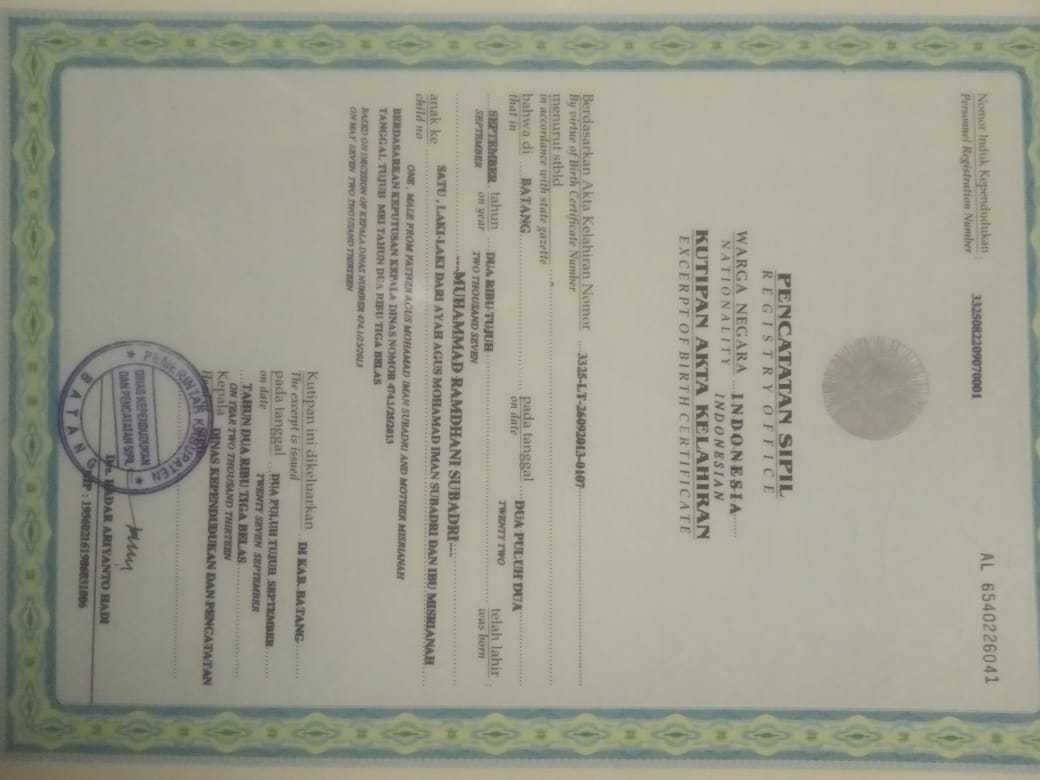 Nomor Induk Kependudukan :
Personnel Registration Number
3325082209070001
AL 6540226041
PENCATATAN SIPIL
REGISTRY OFFICE
WARGA NEGARA ...INDONESIA...
NATIONALITY INDONESIAN
KUTIPAN AKTA KELAHIRAN
EXCERPT OF BIRTH CERTIFICATE
Berdasarkan Akta Kelahiran Nomor ...3325-LT-26092013-0107
By virtue of Birth Certificate Number
menurut stbld
in accordance with state gazette
bahwa di BATANG pada tanggal DUA PULUH DUA
that in on date TWENTY TWO
SEPTEMBER tahun DUA RIBU TUJUH telah lahir :
SEPTEMBER on year TWO THOUSAND SEVEN was born
---MUHAMMAD RAMDHANI SUBADRI---
anak ke SATU, LAKI-LAKI DARI AYAH AGUS MOHAMAD IMAN SUBADRI DAN IBU MISRIANAH
child no ONE, MALE FROM FATHER AGUS MOHAMAD IMAN SUBADRI AND MOTHER MISRIANAH
BERDASARKAN KEPUTUSAN KEPALA DINAS NOMOR 474.1/25/2013
TANGGAL TUJUH MEI TAHUN DUA RIBU TIGA BELAS
BASED ON DECISION OF KEPALA DINAS NUMBER 474.1/25/2013
ON MAY SEVEN TWO THOUSAND THIRTEEN
Kutipan ini dikeluarkan DI KAB. BATANG
The except is issued
pada tanggal DUA PULUH TUJUH SEPTEMBER
on date TWENTY SEVEN SEPTEMBER
TAHUN DUA RIBU TIGA BELAS
ON YEAR TWO THOUSAND THIRTEEN
Kepala DINAS KEPENDUDUKAN DAN PENCATATAN
PEMERINTAH KABUPATEN
DINAS KEPENDUDUKAN
DAN PENCATATAN SIPIL
BATANG
Drs. KADAR ARIYANTO HADI
NIP : 195602161986031006